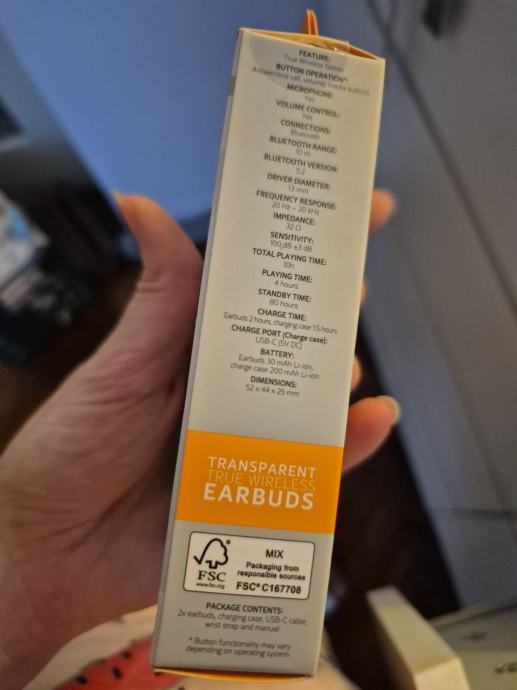 FEATURE:
True Wireless Stereo
BUTTON OPERATION*:
Answer/end call, volume, media buttons
MICROPHONE:
Yes
VOLUME CONTROL:
Yes
CONNECTIONS:
Bluetooth
BLUETOOTH RANGE:
10 m
BLUETOOTH VERSION:
5.2
DRIVER DIAMETER:
13 mm
FREQUENCY RESPONSE:
20 Hz – 20 kHz
IMPEDANCE:
32 Ω
SENSITIVITY:
100 dB ±3 dB
TOTAL PLAYING TIME:
10h
PLAYING TIME:
4 hours
STANDBY TIME:
80 hours
CHARGE TIME:
Earbuds 2 hours, charging case 1.5 hours
CHARGE PORT (Charge case):
USB-C (5V DC)
BATTERY:
Earbuds 30 mAh Li-ion,
charge case 200 mAh Li-ion
DIMENSIONS:
52 x 44 x 25 mm
TRANSPARENT
TRUE WIRELESS
EARBUDS
FSC®
www.fsc.org
MIX
Packaging from
responsible sources
FSC® C167708
PACKAGE CONTENTS:
2x earbuds, charging case, USB-C cable,
wrist strap and manual
* Button functionality may vary
depending on operating system.